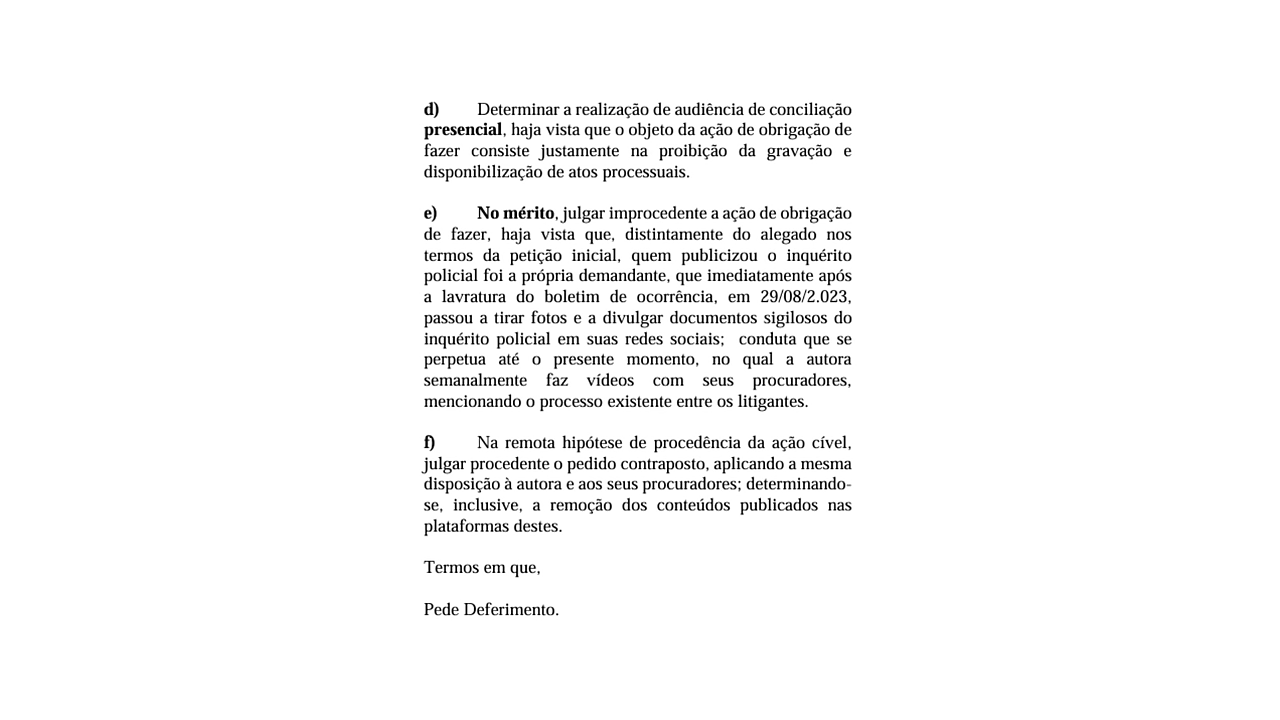 d) Determinar a realização de audiência de conciliação
presencial, haja vista que o objeto da ação de obrigação de
fazer consiste justamente na proibição da gravação e
disponibilização de atos processuais.
e) No mérito, julgar improcedente a ação de obrigação
de fazer, haja vista que, distintamente do alegado nos
termos da petição inicial, quem publicizou o inquérito
policial foi a própria demandante, que imediatamente após
a lavratura do boletim de ocorrência, em 29/08/2.023,
passou a tirar fotos e a divulgar documentos sigilosos do
inquérito policial em suas redes sociais; conduta que se
perpetua até o presente momento, no qual a autora
semanalmente faz vídeos com seus procuradores,
mencionando o processo existente entre os litigantes.
f) Na remota hipótese de procedência da ação cível,
julgar procedente o pedido contraposto, aplicando a mesma
disposição à autora e aos seus procuradores; determinando-
se, inclusive, a remoção dos conteúdos publicados nas
plataformas destes.
Termos em que,
Pede Deferimento.